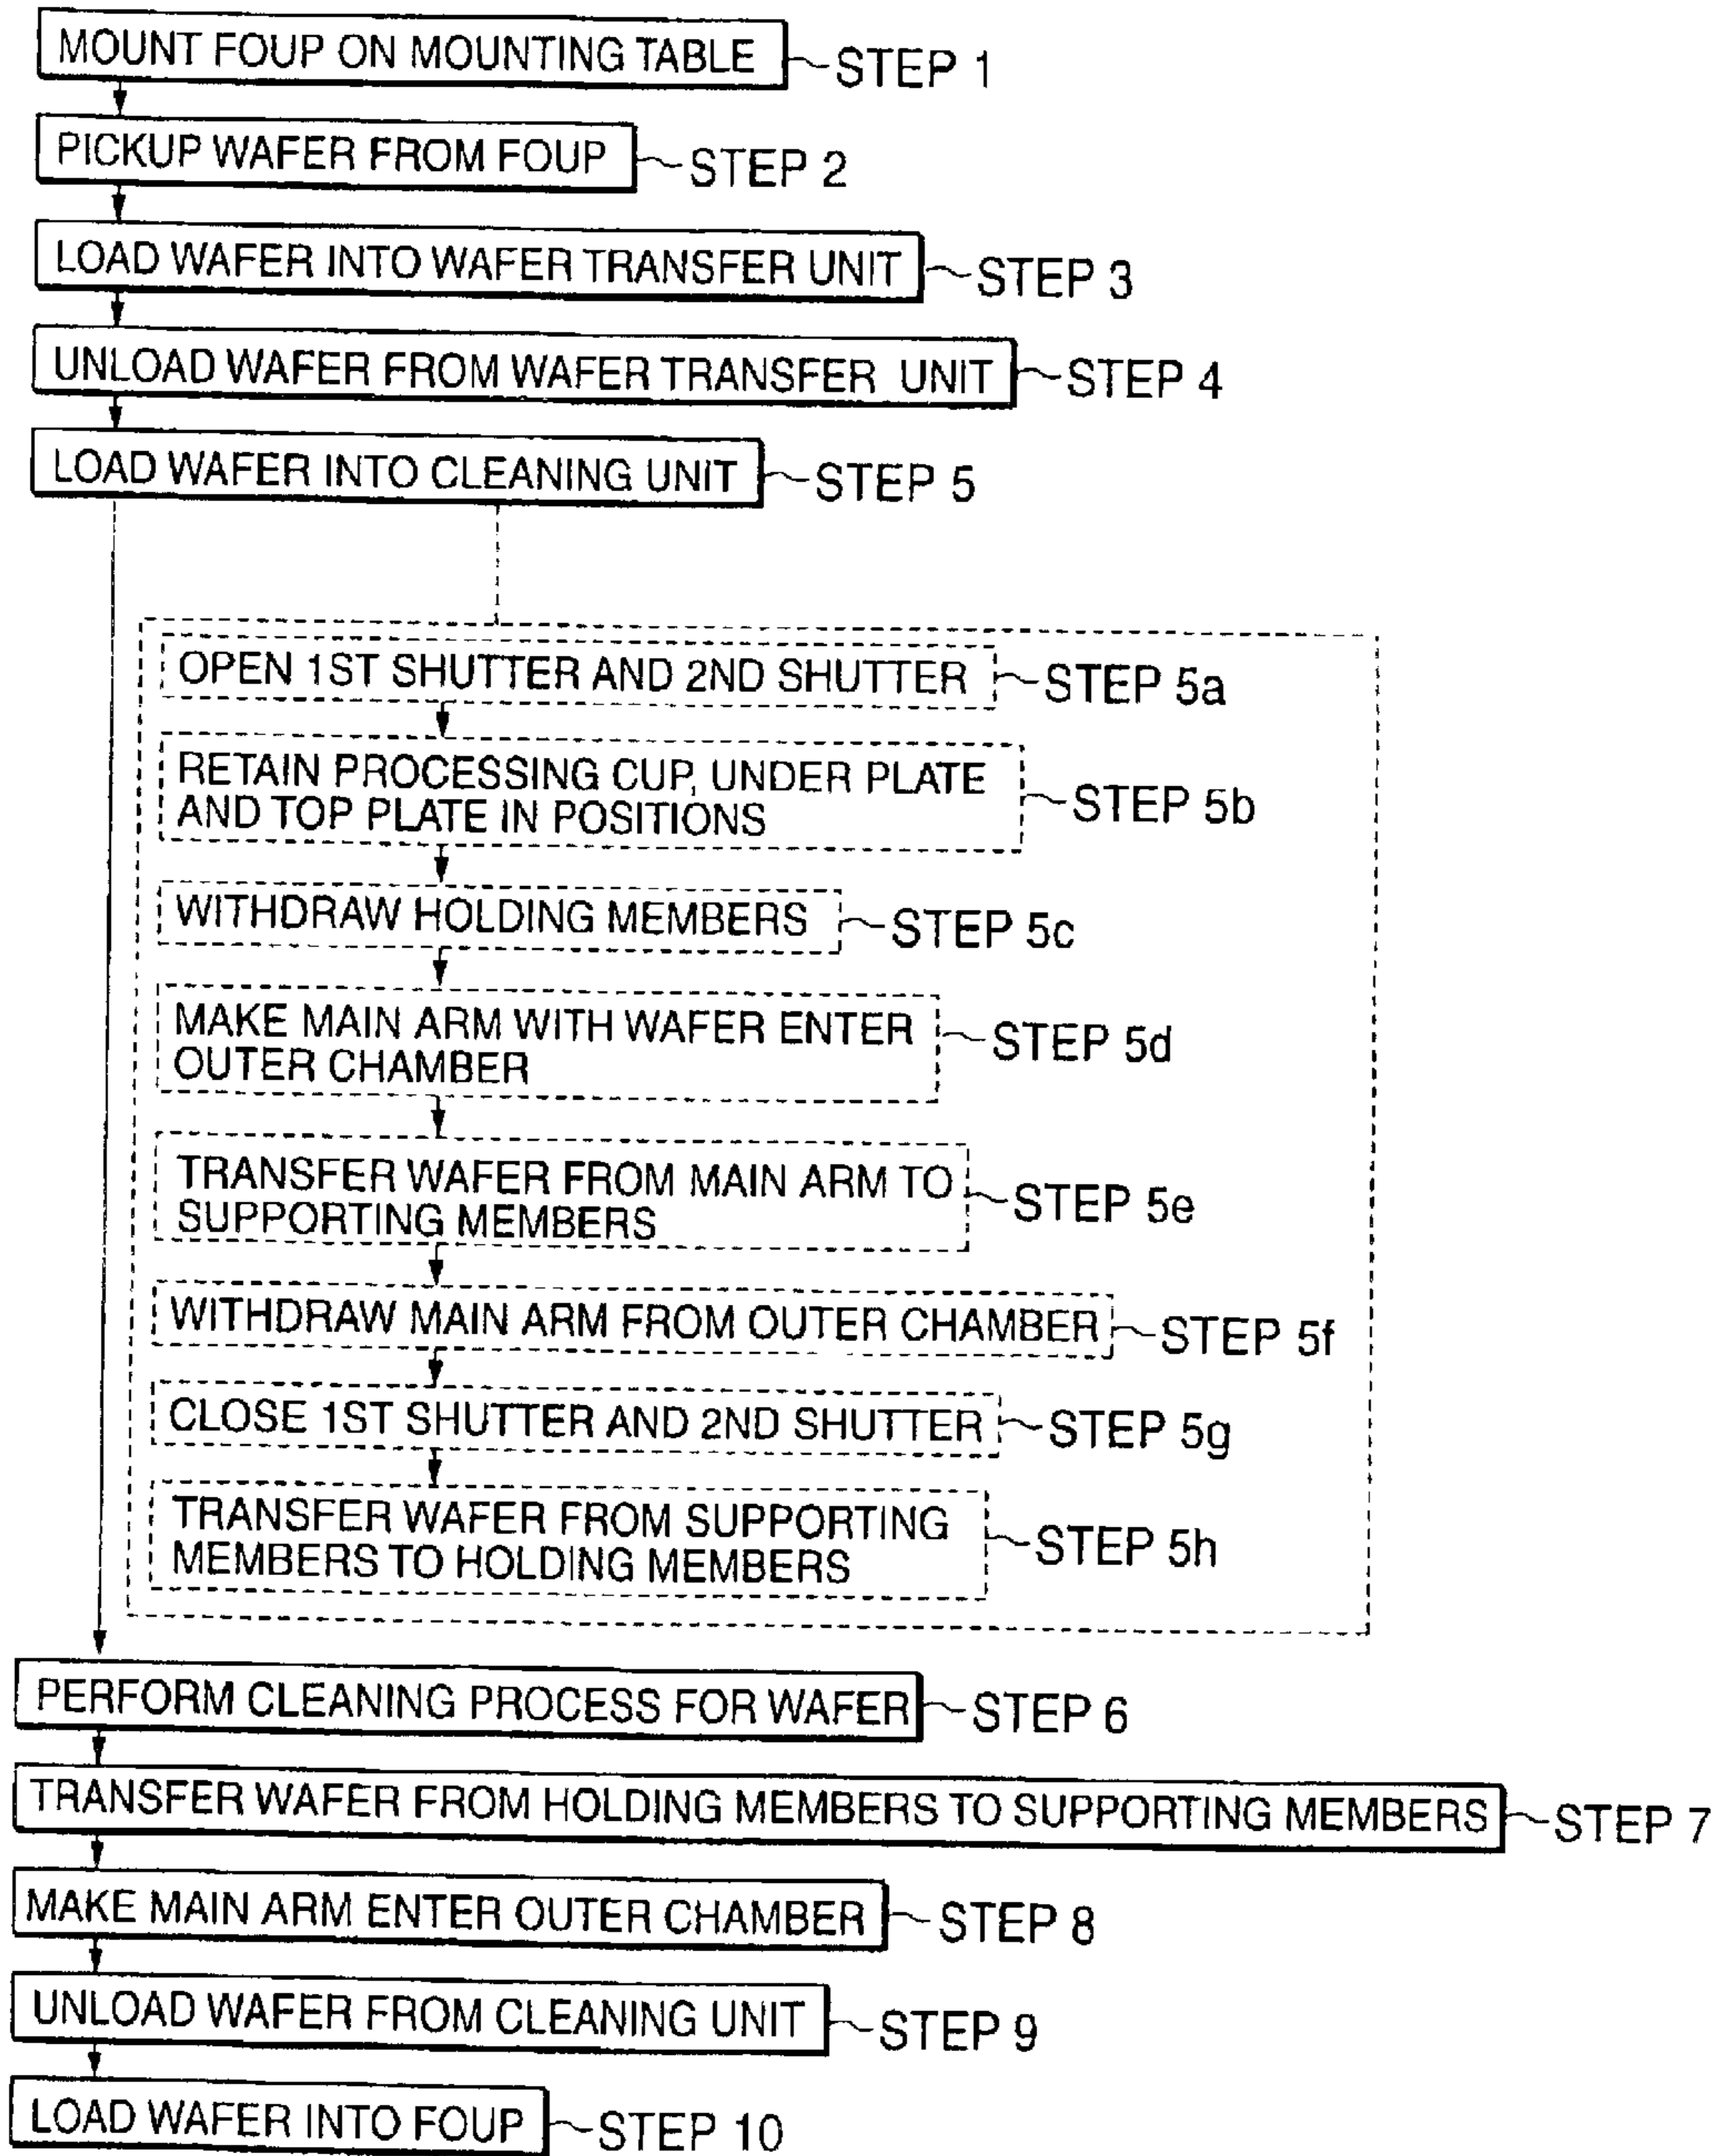 MOUNT FOUP ON MOUNTING TABLE STEP 1
PICKUP WAFER FROM FOUP STEP 2
LOAD WAFER INTO WAFER TRANSFER UNIT STEP 3
UNLOAD WAFER FROM WAFER TRANSFER UNIT STEP 4
LOAD WAFER INTO CLEANING UNIT STEP 5
OPEN 1ST SHUTTER AND 2ND SHUTTER STEP 5a
RETAIN PROCESSING CUP, UNDER PLATE
AND TOP PLATE IN POSITIONS STEP 5b
WITHDRAW HOLDING MEMBERS STEP 5c
MAKE MAIN ARM WITH WAFER ENTER
OUTER CHAMBER STEP 5d
TRANSFER WAFER FROM MAIN ARM TO
SUPPORTING MEMBERS STEP 5e
WITHDRAW MAIN ARM FROM OUTER CHAMBER STEP 5f
CLOSE 1ST SHUTTER AND 2ND SHUTTER STEP 5g
TRANSFER WAFER FROM SUPPORTING
MEMBERS TO HOLDING MEMBERS STEP 5h
PERFORM CLEANING PROCESS FOR WAFER STEP 6
TRANSFER WAFER FROM HOLDING MEMBERS TO SUPPORTING MEMBERS STEP 7
MAKE MAIN ARM ENTER OUTER CHAMBER STEP 8
UNLOAD WAFER FROM CLEANING UNIT STEP 9
LOAD WAFER INTO FOUP STEP 10